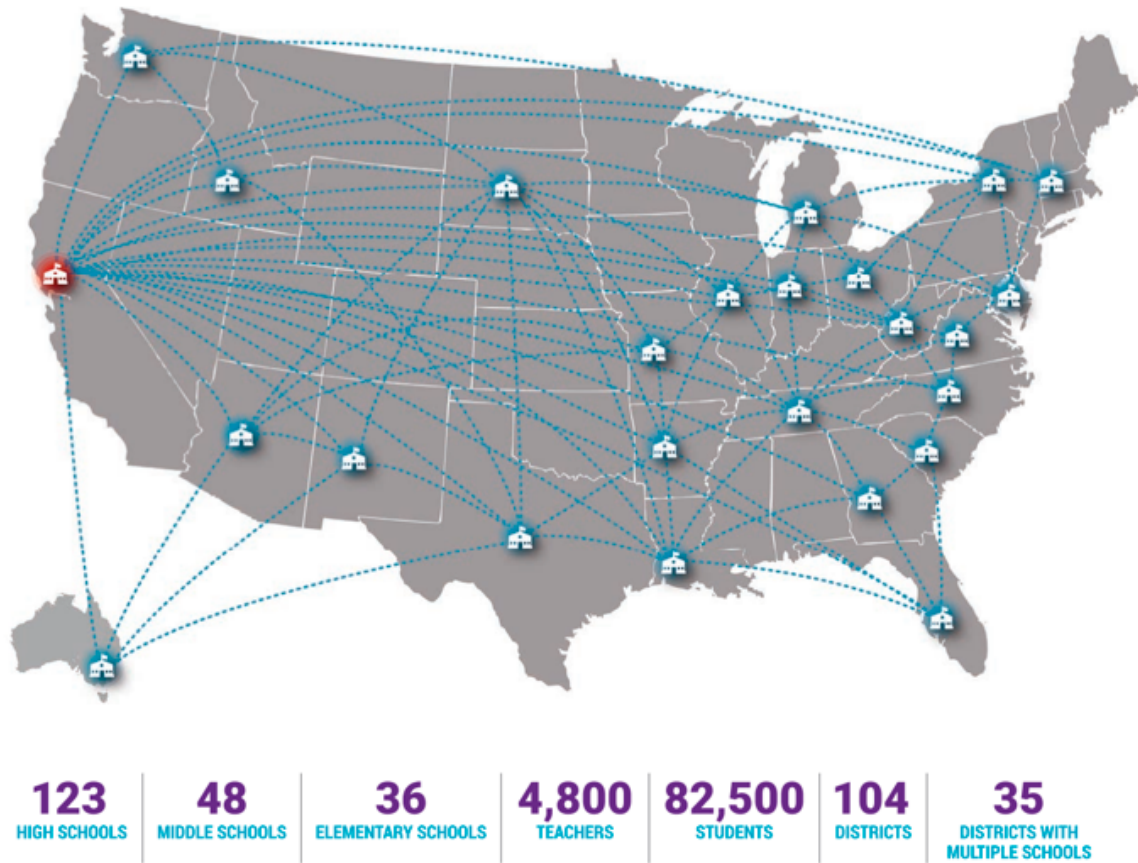 123
HIGH SCHOOLS
48
MIDDLE SCHOOLS
36
ELEMENTARY SCHOOLS
4,800
TEACHERS
82,500
STUDENTS
104
DISTRICTS
35
DISTRICTS WITH
MULTIPLE SCHOOLS